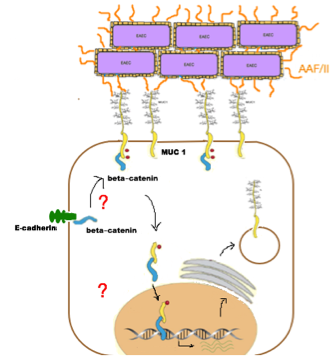 EAEC EAEC EAEC
EAEC EAEC EAEC
AAF/II
MUC 1
beta-catenin
?
E-cadherin
beta-catenin
?